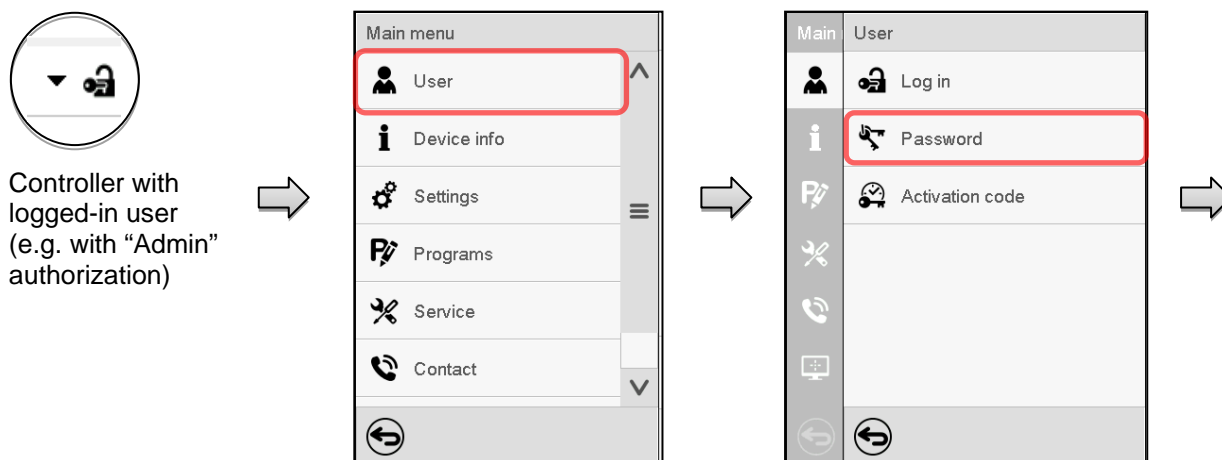 Controller with
logged-in user
(e.g. with “Admin”
authorization)
Main menu
User
Device info
Settings
Programs
Service
Contact
Main
User
Log in
Password
Activation code